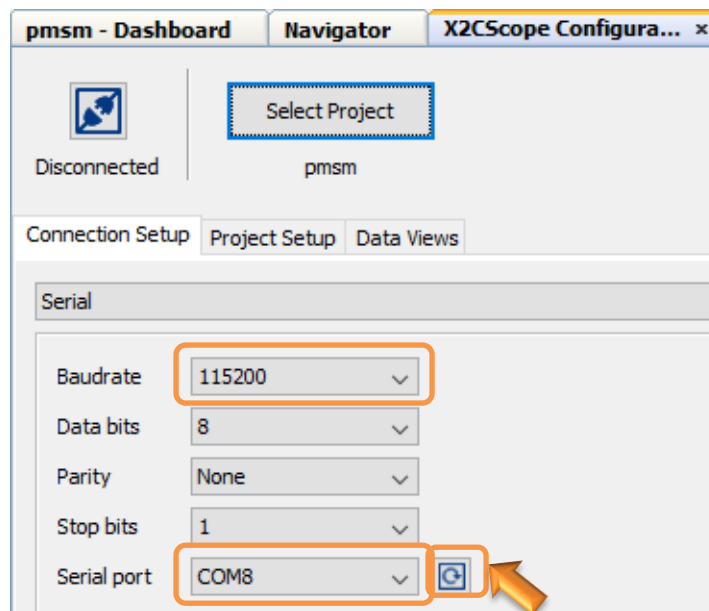 pmsm - Dashboard Navigator X2CScope Configura... ×
Select Project
Disconnected pmsm
Connection Setup Project Setup Data Views
Serial
Baudrate 115200
Data bits 8
Parity None
Stop bits 1
Serial port COM8